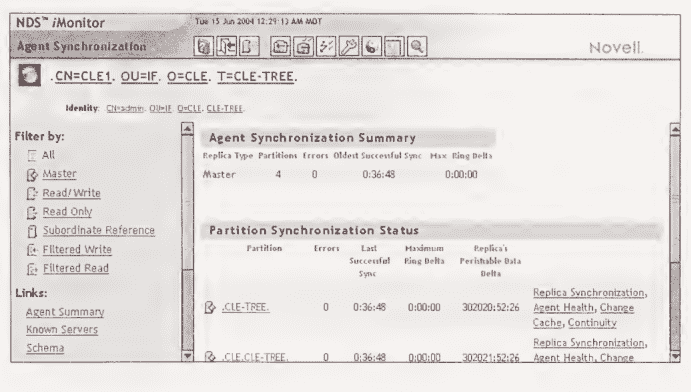 NDS™ iMonitor
Tue 15 Jun 2004 12:29:13 AM MDT
Agent Synchronization
Novell.
.CN=CLE1. OU=IF. O=CLE. T=CLE-TREE.
Identity: CN=admin. OU=IF. O=CLE. CLE-TREE.
Filter by:
All
Master
Read/Write
Read Only
Subordinate Reference
Filtered Write
Filtered Read
Links:
Agent Summary
Known Servers
Schema
Agent Synchronization Summary
Replica Type Partitions Errors Oldest Successful Sync Max Ring Delta
Master 4 0 0:36:48 0:00:00
Partition Synchronization Status
Partition Errors Last Successful Sync Maximum Ring Delta Replica's Perishable Data Delta
.CLE-TREE. 0 0:36:48 0:00:00 302020:52:26 Replica Synchronization,
Agent Health, Change
Cache, Continuity
.CLE.CLE-TREE. 0 0:36:48 0:00:00 302021:52:26 Replica Synchronization,
Agent Health, Change